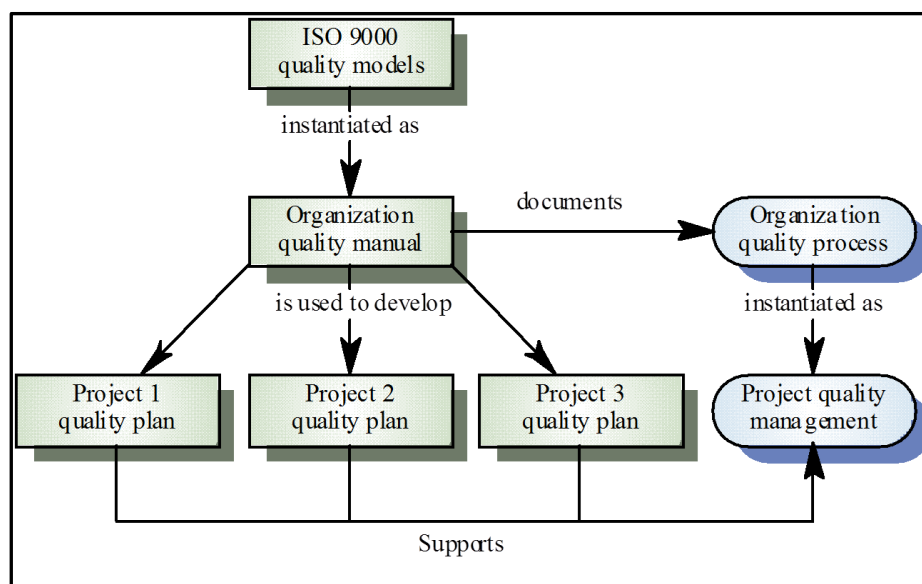 ISO 9000
quality models
instantiated as
documents
Organization
quality manual
Organization
quality process
is used to develop
instantiated as
Project 1
quality plan
Project 2
quality plan
Project 3
quality plan
Project quality
management
Supports